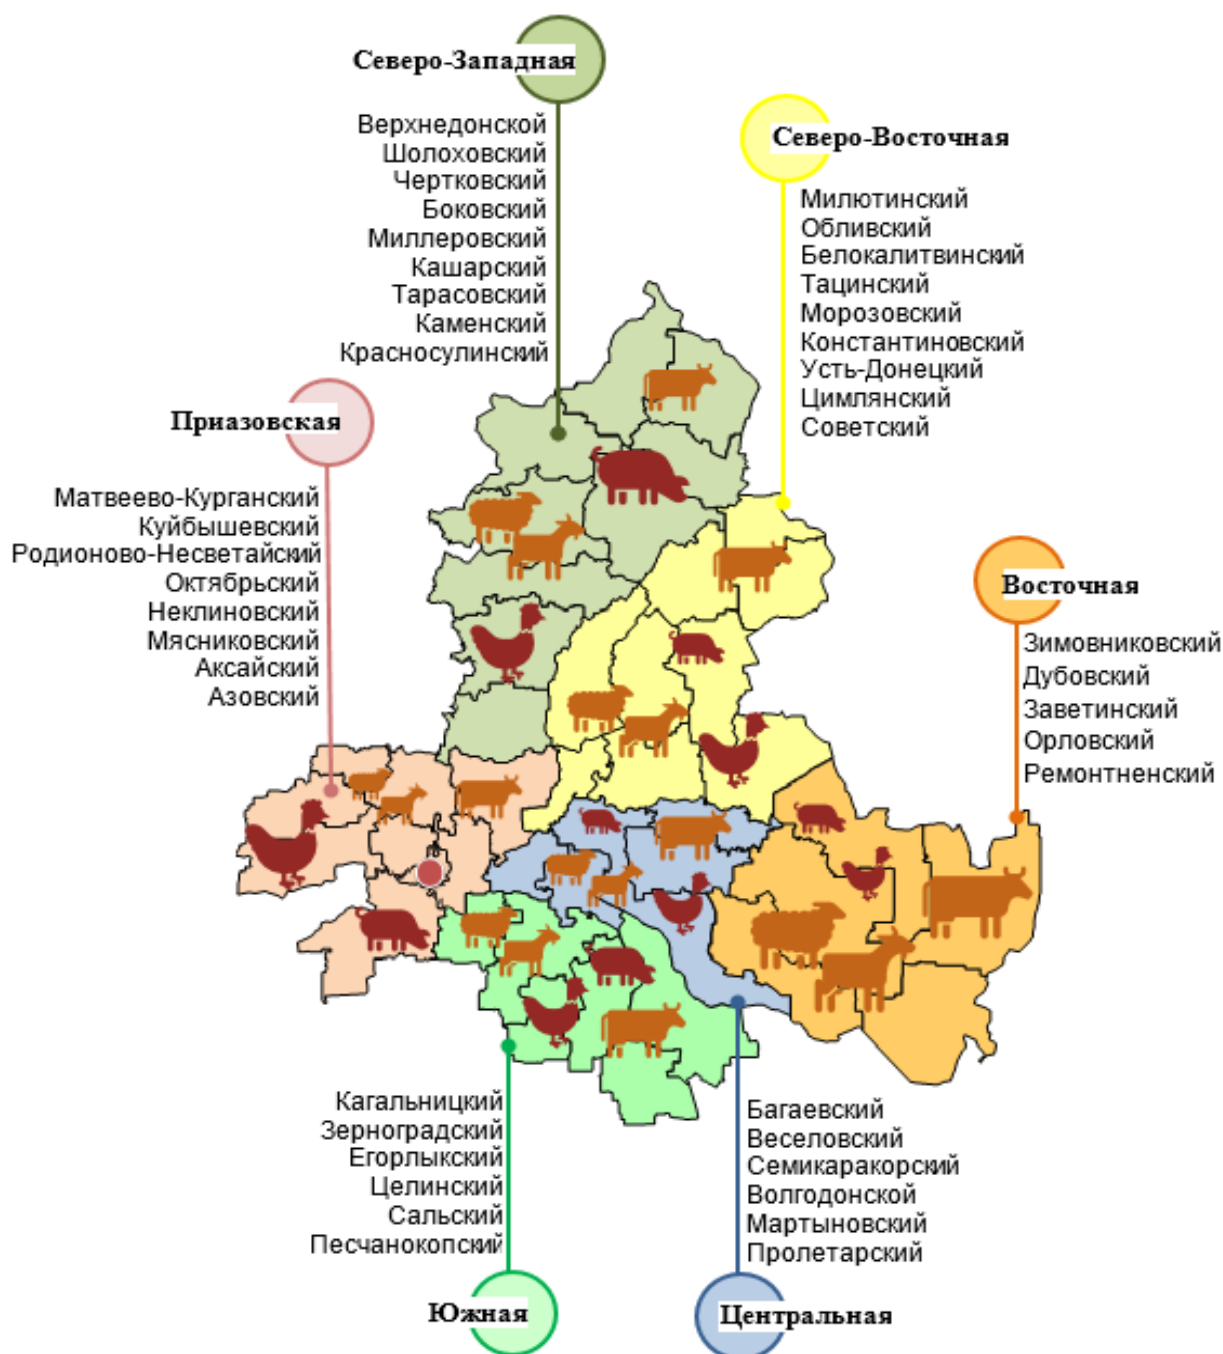 Северо-Западная
Верхнедонской
Шолоховский
Чертковский
Боковский
Миллеровский
Кашарский
Тарасовский
Каменский
Красносулинский
Северо-Восточная
Милютинский
Обливский
Белокалитвинский
Тацинский
Морозовский
Константиновский
Усть-Донецкий
Цимлянский
Советский
Приазовская
Матвеево-Курганский
Куйбышевский
Родионово-Несветайский
Октябрьский
Неклиновский
Мясниковский
Аксайский
Азовский
Восточная
Зимовниковский
Дубовский
Заветинский
Орловский
Ремонтненский
Кагальницкий
Зерноградский
Егорлыкский
Целинский
Сальский
Песчанокопский
Южная
Багаевский
Веселовский
Семикаракорский
Волгодонской
Мартыновский
Пролетарский
Центральная